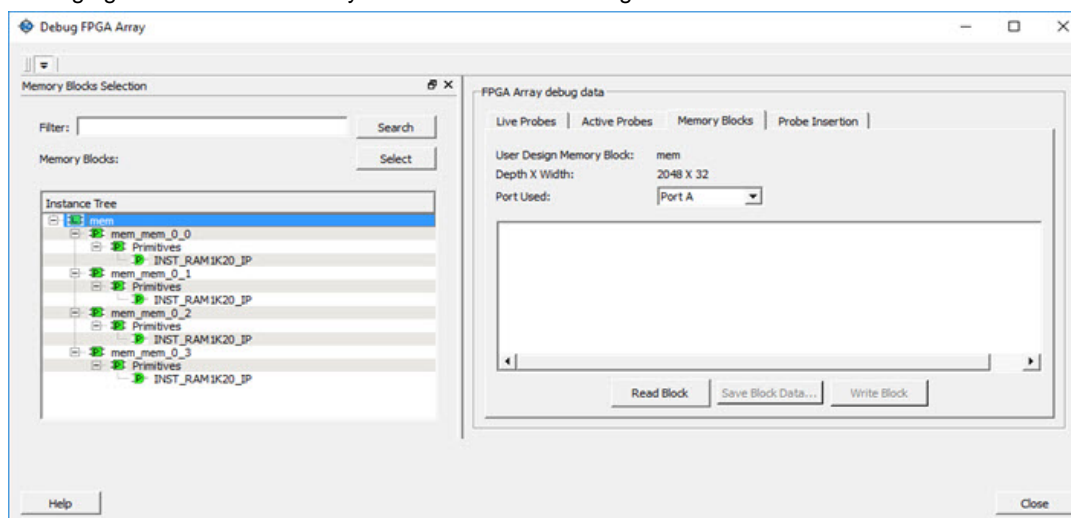 Debug FPGA Array
Memory Blocks Selection
Filter:
Search
Memory Blocks:
Select
Instance Tree
mem
mem_mem_0_0
Primitives
INST_RAM1K20_IP
mem_mem_0_1
Primitives
INST_RAM1K20_IP
mem_mem_0_2
Primitives
INST_RAM1K20_IP
mem_mem_0_3
Primitives
INST_RAM1K20_IP
FPGA Array debug data
Live Probes Active Probes Memory Blocks Probe Insertion
User Design Memory Block: mem
Depth X Width: 2048 X 32
Port Used: Port A
Read Block Save Block Data... Write Block
Help Close